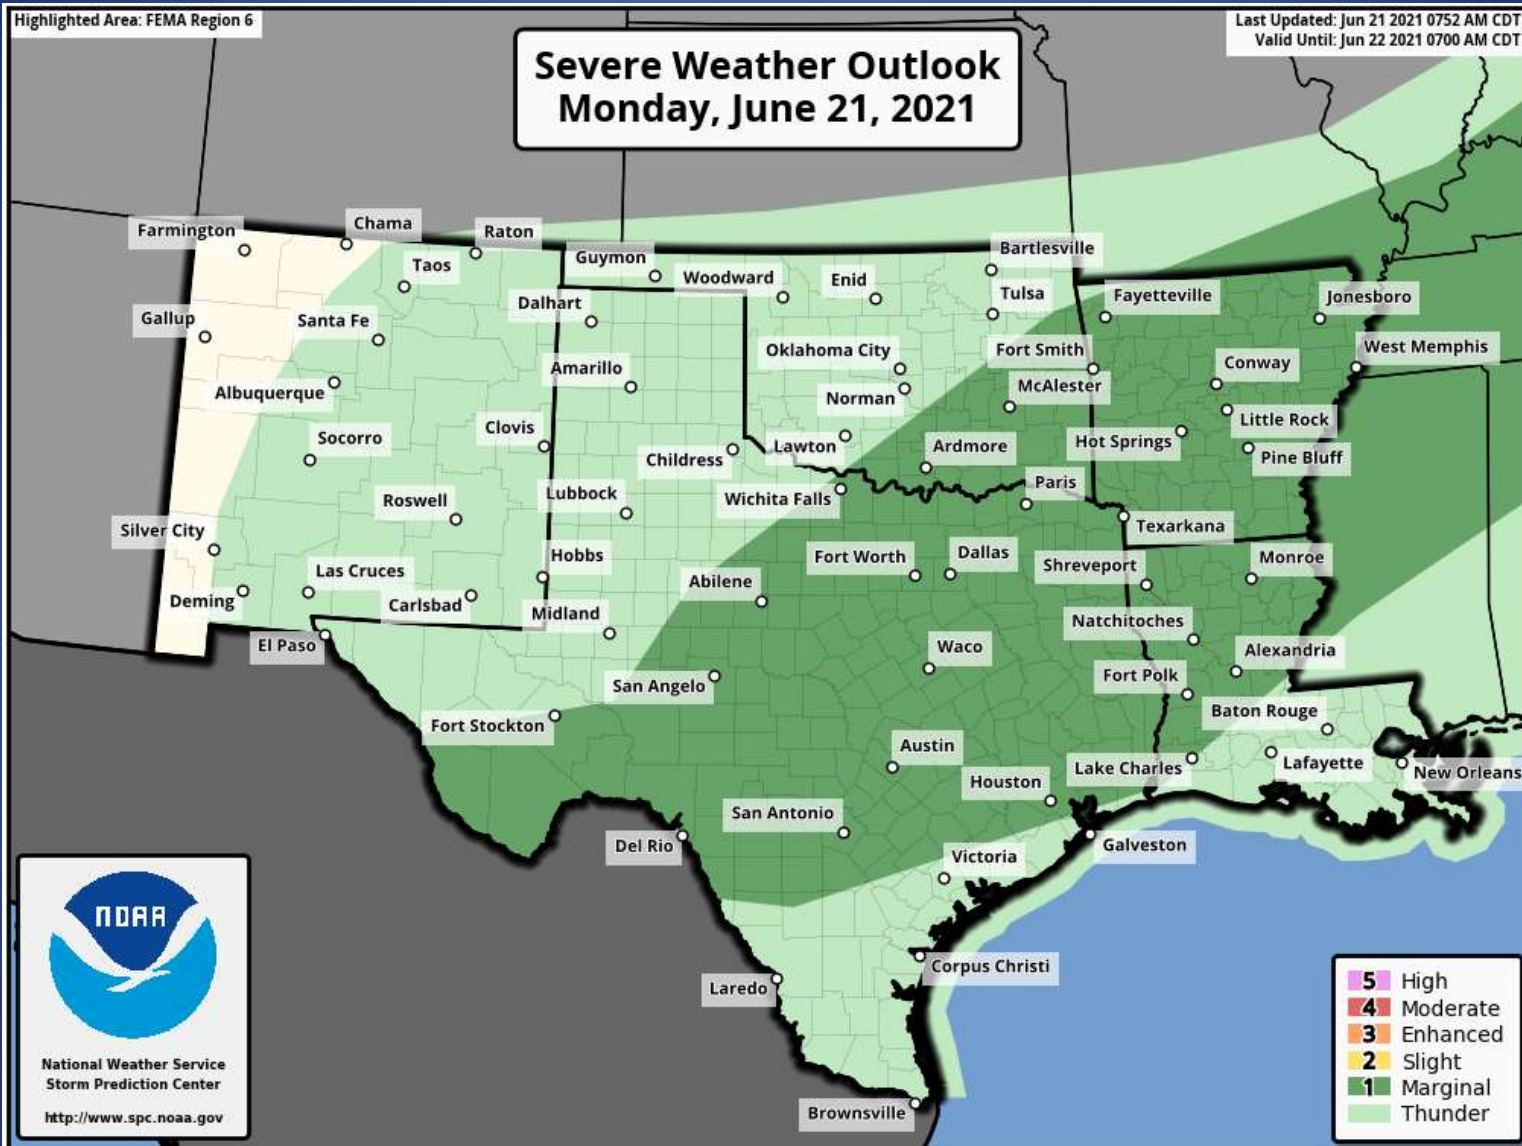 Highlighted Area: FEMA Region 6
Last Updated: Jun 21 2021 0752 AM CDT
Valid Until: Jun 22 2021 0700 AM CDT
Severe Weather Outlook
Monday, June 21, 2021
Farmington
Chama
Raton
Taos
Guymon
Bartlesville
Woodward
Enid
Tulsa
Fayetteville
Jonesboro
Gallup
Santa Fe
Dalhart
Oklahoma City
Fort Smith
West Memphis
Albuquerque
Amarillo
Norman
McAlester
Conway
Little Rock
Socorro
Clovis
Childress
Lawton
Ardmore
Hot Springs
Pine Bluff
Roswell
Lubbock
Wichita Falls
Paris
Texarkana
Silver City
Las Cruces
Hobbs
Abilene
Fort Worth
Dallas
Shreveport
Monroe
Deming
Carlsbad
Midland
Natchitoches
El Paso
San Angelo
Waco
Fort Polk
Alexandria
Fort Stockton
Austin
Baton Rouge
Houston
Lake Charles
Lafayette
New Orleans
San Antonio
Del Rio
Victoria
Galveston
Laredo
Corpus Christi
Brownsville
NOAA
National Weather Service
Storm Prediction Center
http://www.spc.noaa.gov
5 High
4 Moderate
3 Enhanced
2 Slight
1 Marginal
Thunder